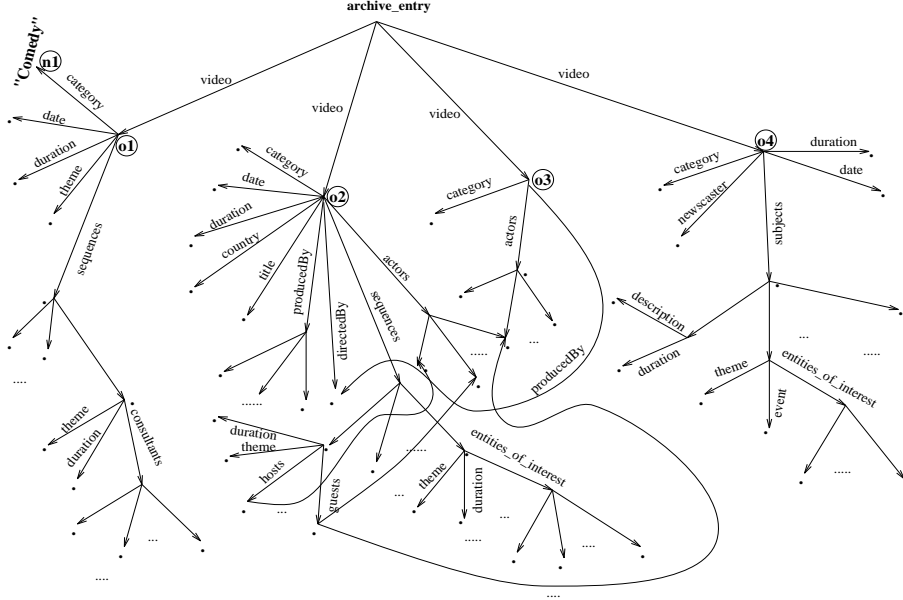 archive_entry
"Comedy"
n1
category
date
duration
theme
o1
sequences
....
theme
duration
consultants
...
....
video
video
video
video
category
date
duration
country
title
producedBy
directedBy
sequences
actors
o2
......
.....
duration
theme
hosts
guests
...
......
...
entities_of_interest
theme
duration
...
.....
....
....
o3
category
actors
...
producedBy
o4
duration
date
category
newscaster
subjects
description
duration
...
......
theme
event
entities_of_interest
.....
....